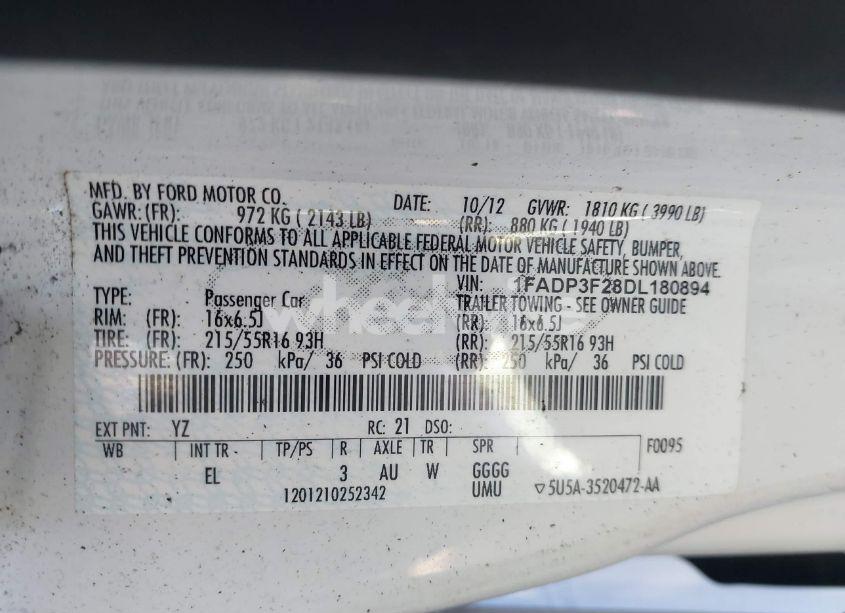 MFD. BY FORD MOTOR CO. DATE: 10/12 GVWR: 1810 KG ( 3990 LB)
GAWR: (FR): 972 KG ( 2143 LB) (RR): 880 KG ( 1940 LB)
THIS VEHICLE CONFORMS TO ALL APPLICABLE FEDERAL MOTOR VEHICLE SAFETY, BUMPER,
AND THEFT PREVENTION STANDARDS IN EFFECT ON THE DATE OF MANUFACTURE SHOWN ABOVE.
VIN: 1FADP3F28DL180894
TYPE: Passenger Car TRAILER TOWING - SEE OWNER GUIDE
RIM: (FR): 16x6.5J (RR): 16x6.5J
TIRE: (FR): 215/55R16 93H (RR): 215/55R16 93H
PRESSURE: (FR): 250 kPa/ 36 PSI COLD (RR): 250 kPa/ 36 PSI COLD
EXT PNT: YZ RC: 21 DSO:
WB INT TR TP/PS R AXLE TR SPR F0095
EL 3 AU W GGGG
1201210252342 UMU 5U5A-3520472-AA